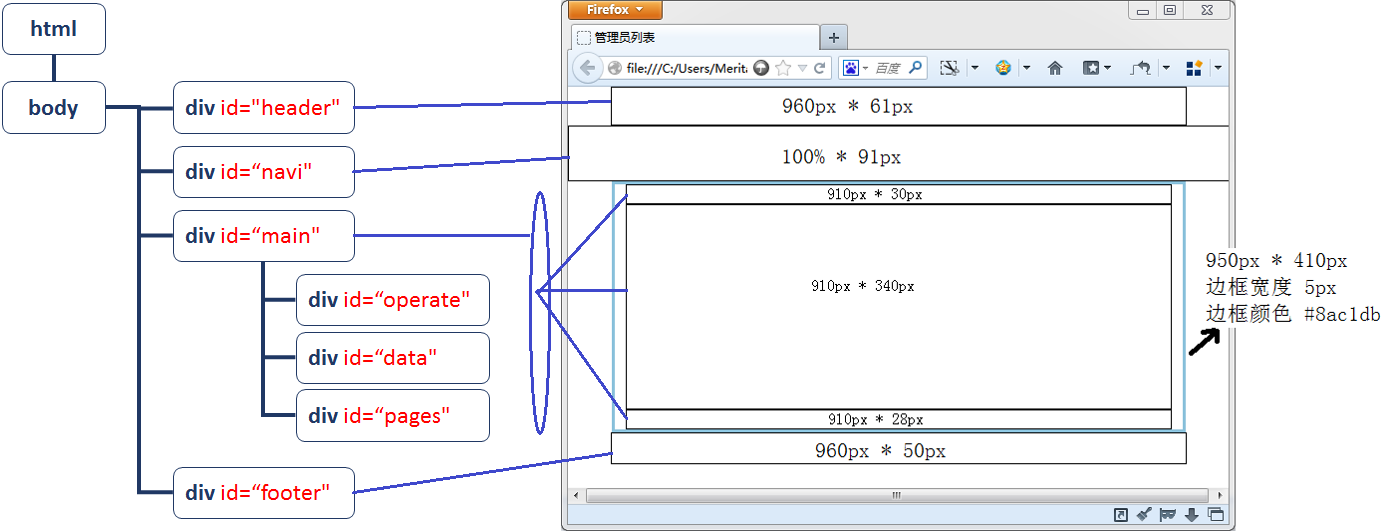 html
body
div id="header"
div id=“navi"
div id=“main"
div id=“operate"
div id=“data"
div id=“pages"
div id=“footer"
Firefox
管理员列表
file:///C:/Users/Merit
百度
960px * 61px
100% * 91px
910px * 30px
910px * 340px
910px * 28px
960px * 50px
950px * 410px
边框宽度 5px
边框颜色 #8ac1db